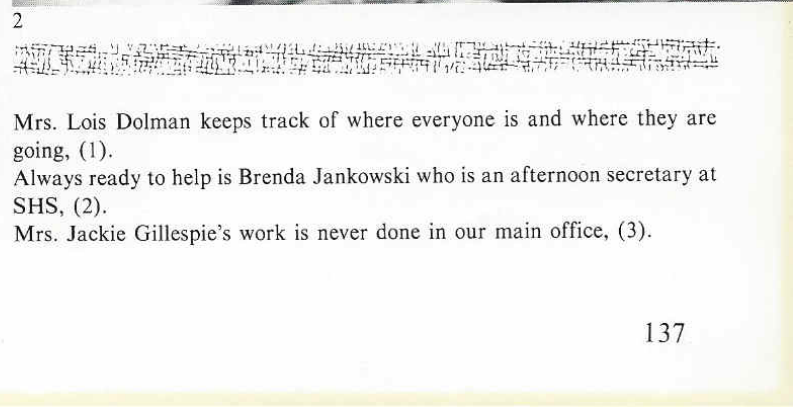 2
Mrs. Lois Dolman keeps track of where everyone is and where they are
going, (1).
Always ready to help is Brenda Jankowski who is an afternoon secretary at
SHS, (2).
Mrs. Jackie Gillespie's work is never done in our main office, (3).
137